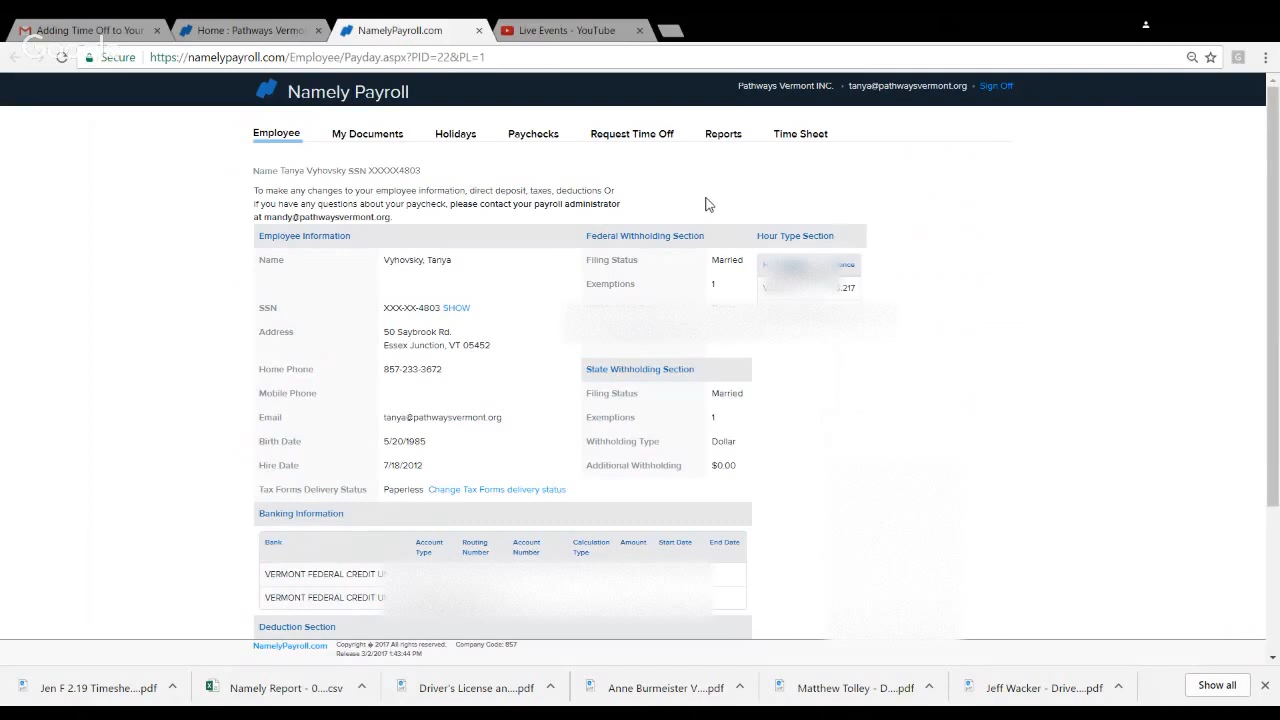 Adding Time Off to Your
Home : Pathways Vermo
NamelyPayroll.com
Live Events - YouTube
Secure
https://namelypayroll.com/Employee/Payday.aspx?PID=22&PL=1
Namely Payroll
Pathways Vermont INC. • tanya@pathwaysvermont.org • Sign Off
Employee My Documents Holidays Paychecks Request Time Off Reports Time Sheet
Name Tanya Vyhovsky SSN XXXXX4803
To make any changes to your employee information, direct deposit, taxes, deductions Or
if you have any questions about your paycheck, please contact your payroll administrator
at mandy@pathwaysvermont.org.
Employee Information
Name Vyhovsky, Tanya
SSN XXX-XX-4803 SHOW
Address 50 Saybrook Rd.
Essex Junction, VT 05452
Home Phone 857-233-3672
Mobile Phone
Email tanya@pathwaysvermont.org
Birth Date 5/20/1985
Hire Date 7/18/2012
Tax Forms Delivery Status Paperless Change Tax Forms delivery status
Federal Withholding Section
Filing Status Married
Exemptions 1
State Withholding Section
Filing Status Married
Exemptions 1
Withholding Type Dollar
Additional Withholding $0.00
Hour Type Section
.217
Banking Information
Bank Account Type Routing Number Account Number Calculation Type Amount Start Date End Date
VERMONT FEDERAL CREDIT U
VERMONT FEDERAL CREDIT U
Deduction Section
NamelyPayroll.com
Copyright � 2017 All rights reserved. Company Code: 857
Release 3/2/2017 1:43:44 PM
Jen F 2.19 Timeshe....pdf
Namely Report - 0....csv
Driver's License an....pdf
Anne Burmeister V....pdf
Matthew Tolley - D....pdf
Jeff Wacker - Drive....pdf
Show all